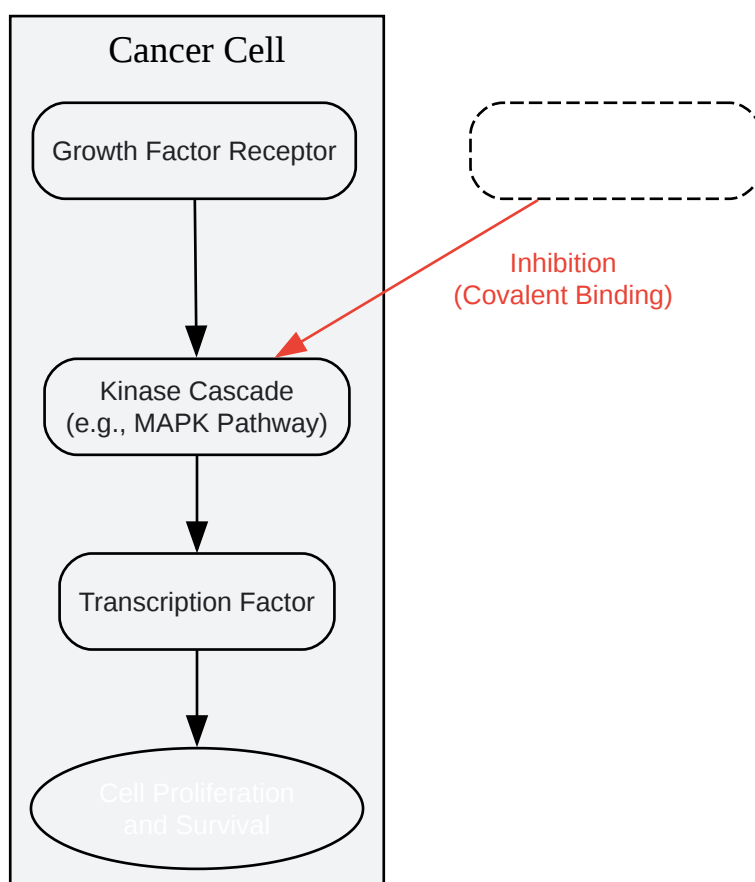 Cancer Cell
Growth Factor Receptor
Inhibition
(Covalent Binding)
Kinase Cascade
(e.g., MAPK Pathway)
Transcription Factor
Cell Proliferation
and Survival